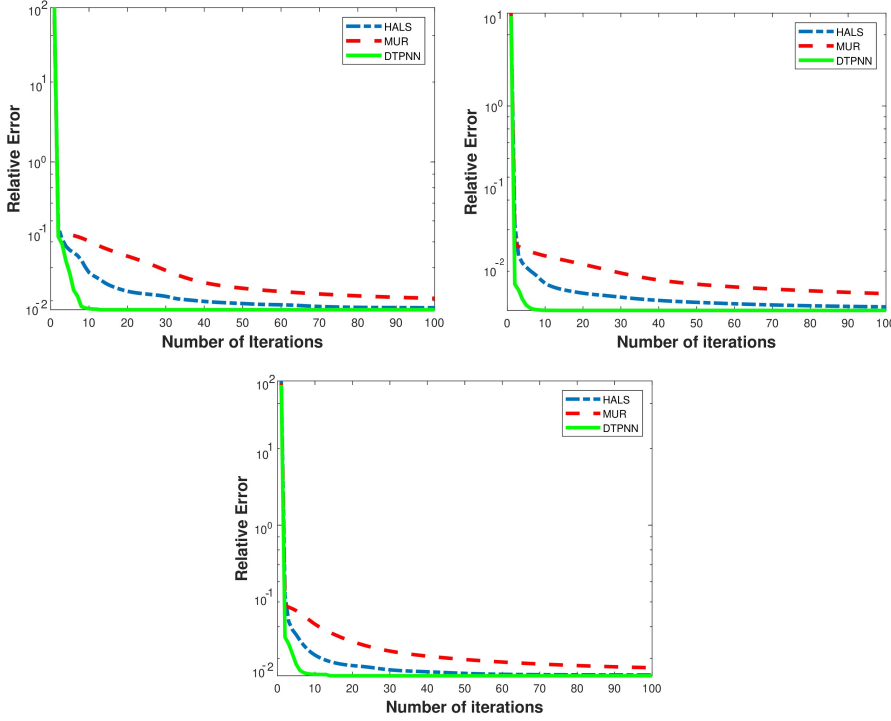 10^2
10^1
10^0
10^-1
10^-2
Relative Error
0 10 20 30 40 50 60 70 80 90 100
Number of Iterations
HALS
MUR
DTPNN
10^1
10^0
10^-1
10^-2
Relative Error
0 10 20 30 40 50 60 70 80 90 100
Number of iterations
HALS
MUR
DTPNN
10^2
10^1
10^0
10^-1
10^-2
Relative Error
0 10 20 30 40 50 60 70 80 90 100
Number of iterations
HALS
MUR
DTPNN